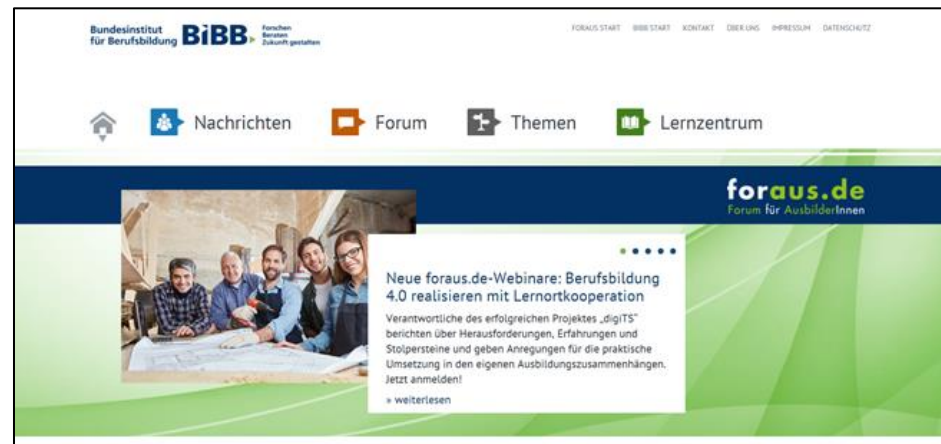 Bundesinstitut
für Berufsbildung
BiBB
Forschen
Beraten
Zukunft gestalten
FORAUS START BIBB START KONTAKT ÜBER UNS IMPRESSUM DATENSCHUTZ
Nachrichten Forum Themen Lernzentrum
foraus.de
Forum für AusbilderInnen
Neue foraus.de-Webinare: Berufsbildung
4.0 realisieren mit Lernortkooperation
Verantwortliche des erfolgreichen Projektes „digiTS“
berichten über Herausforderungen, Erfahrungen und
Stolpersteine und geben Anregungen für die praktische
Umsetzung in den eigenen Ausbildungszusammenhängen.
Jetzt anmelden!
» weiterlesen